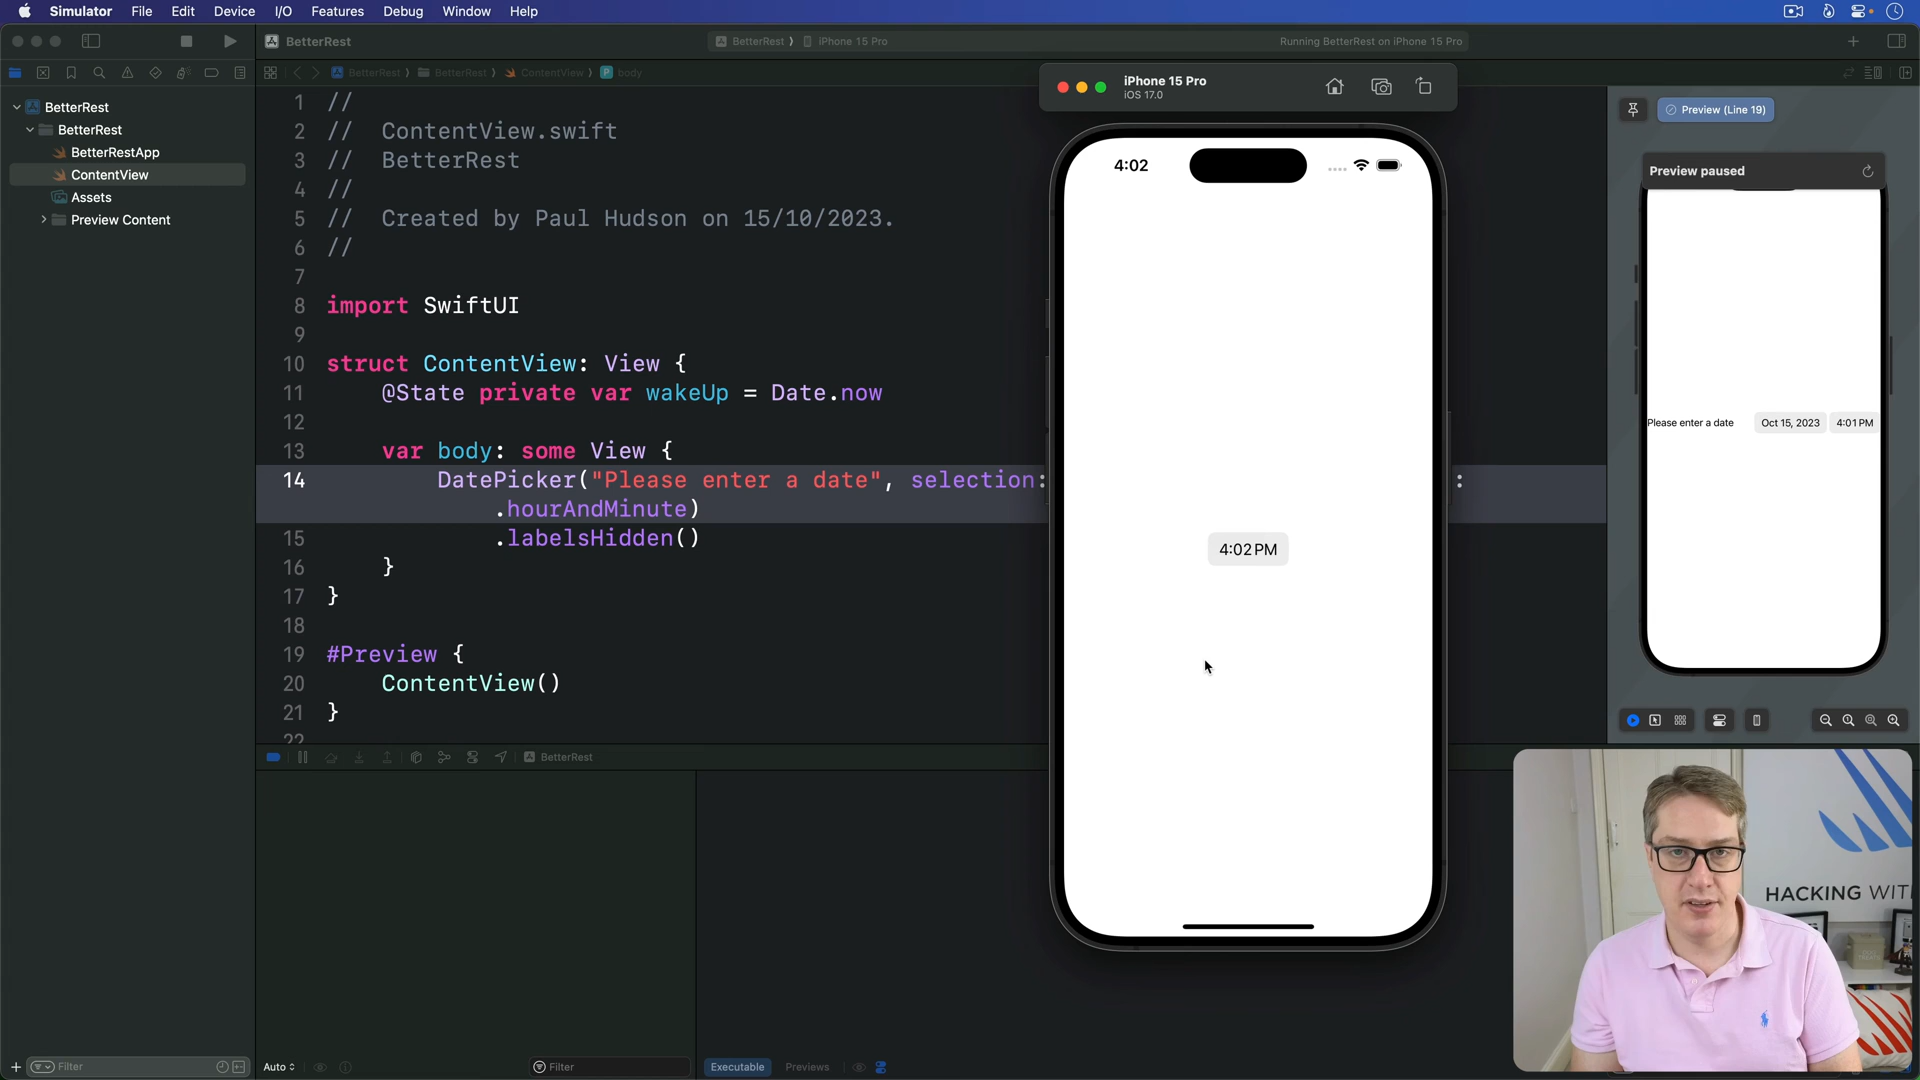 Simulator File Edit Device I/O Features Debug Window Help
BetterRest
BetterRest iPhone 15 Pro
Running BetterRest on iPhone 15 Pro
BetterRest BetterRest ContentView body
BetterRest
BetterRest
BetterRestApp
ContentView
Assets
Preview Content
1 //
2 // ContentView.swift
3 // BetterRest
4 //
5 // Created by Paul Hudson on 15/10/2023.
6 //
7
8 import SwiftUI
9
10 struct ContentView: View {
11 @State private var wakeUp = Date.now
12
13 var body: some View {
14 DatePicker("Please enter a date", selection: :
.hourAndMinute)
15 .labelsHidden()
16 }
17 }
18
19 #Preview {
20 ContentView()
21 }
22
iPhone 15 Pro
iOS 17.0
4:02
4:02 PM
Preview (Line 19)
Preview paused
Please enter a date Oct 15, 2023 4:01 PM
BetterRest
HACKING WIT
Filter
Auto
Filter
Executable Previews